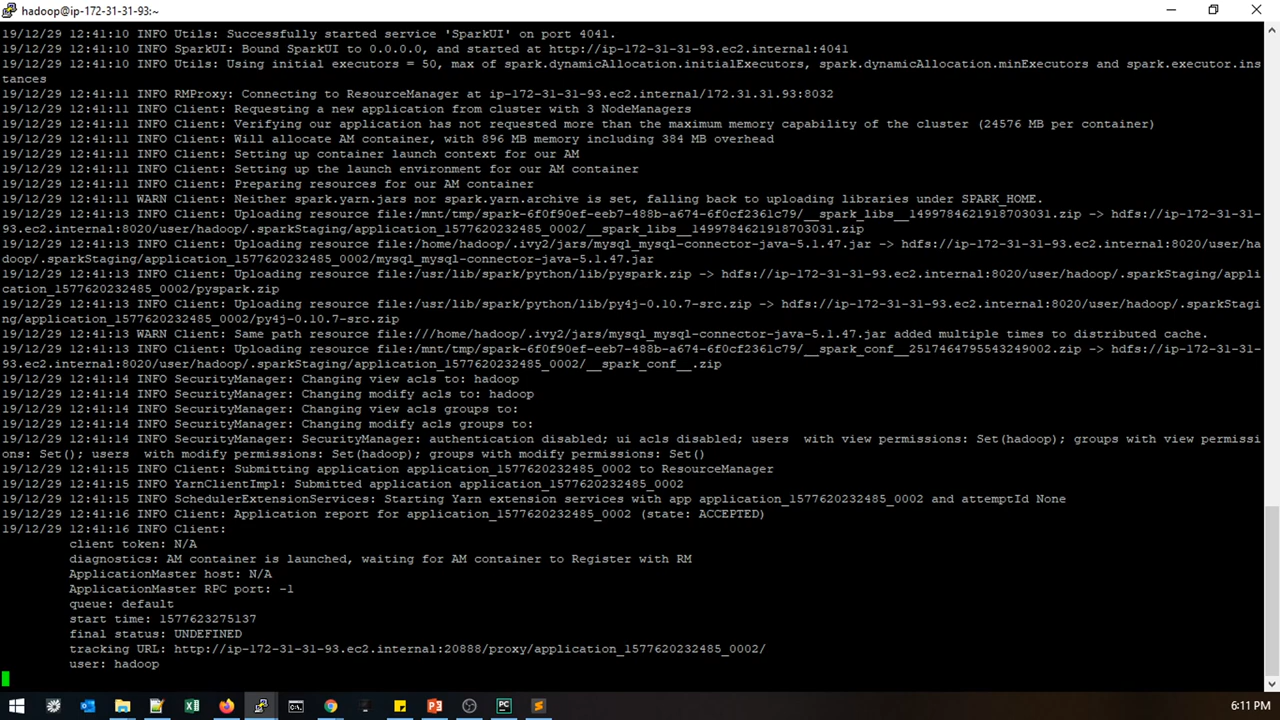 hadoop@ip-172-31-31-93:~
19/12/29 12:41:10 INFO Utils: Successfully started service 'SparkUI' on port 4041.
19/12/29 12:41:10 INFO SparkUI: Bound SparkUI to 0.0.0.0, and started at http://ip-172-31-31-93.ec2.internal:4041
19/12/29 12:41:10 INFO Utils: Using initial executors = 50, max of spark.dynamicAllocation.initialExecutors, spark.dynamicAllocation.minExecutors and spark.executor.ins
tances
19/12/29 12:41:11 INFO RMProxy: Connecting to ResourceManager at ip-172-31-31-93.ec2.internal/172.31.31.93:8032
19/12/29 12:41:11 INFO Client: Requesting a new application from cluster with 3 NodeManagers
19/12/29 12:41:11 INFO Client: Verifying our application has not requested more than the maximum memory capability of the cluster (24576 MB per container)
19/12/29 12:41:11 INFO Client: Will allocate AM container, with 896 MB memory including 384 MB overhead
19/12/29 12:41:11 INFO Client: Setting up container launch context for our AM
19/12/29 12:41:11 INFO Client: Setting up the launch environment for our AM container
19/12/29 12:41:11 INFO Client: Preparing resources for our AM container
19/12/29 12:41:11 WARN Client: Neither spark.yarn.jars nor spark.yarn.archive is set, falling back to uploading libraries under SPARK_HOME.
19/12/29 12:41:13 INFO Client: Uploading resource file:/mnt/tmp/spark-6f0f90ef-eeb7-488b-a674-6f0cf2361c79/__spark_libs__1499784621918703031.zip -> hdfs://ip-172-31-31-
93.ec2.internal:8020/user/hadoop/.sparkStaging/application_1577620232485_0002/__spark_libs__1499784621918703031.zip
19/12/29 12:41:13 INFO Client: Uploading resource file:/home/hadoop/.ivy2/jars/mysql_mysql-connector-java-5.1.47.jar -> hdfs://ip-172-31-31-93.ec2.internal:8020/user/ha
doop/.sparkStaging/application_1577620232485_0002/mysql_mysql-connector-java-5.1.47.jar
19/12/29 12:41:13 INFO Client: Uploading resource file:/usr/lib/spark/python/lib/pyspark.zip -> hdfs://ip-172-31-31-93.ec2.internal:8020/user/hadoop/.sparkStaging/appli
cation_1577620232485_0002/pyspark.zip
19/12/29 12:41:13 INFO Client: Uploading resource file:/usr/lib/spark/python/lib/py4j-0.10.7-src.zip -> hdfs://ip-172-31-31-93.ec2.internal:8020/user/hadoop/.sparkStagi
ng/application_1577620232485_0002/py4j-0.10.7-src.zip
19/12/29 12:41:13 WARN Client: Same path resource file:///home/hadoop/.ivy2/jars/mysql_mysql-connector-java-5.1.47.jar added multiple times to distributed cache.
19/12/29 12:41:13 INFO Client: Uploading resource file:/mnt/tmp/spark-6f0f90ef-eeb7-488b-a674-6f0cf2361c79/__spark_conf__2517464795543249002.zip -> hdfs://ip-172-31-31-
93.ec2.internal:8020/user/hadoop/.sparkStaging/application_1577620232485_0002/__spark_conf__.zip
19/12/29 12:41:14 INFO SecurityManager: Changing view acls to: hadoop
19/12/29 12:41:14 INFO SecurityManager: Changing modify acls to: hadoop
19/12/29 12:41:14 INFO SecurityManager: Changing view acls groups to:
19/12/29 12:41:14 INFO SecurityManager: Changing modify acls groups to:
19/12/29 12:41:14 INFO SecurityManager: SecurityManager: authentication disabled; ui acls disabled; users  with view permissions: Set(hadoop); groups with view permissi
ons: Set(); users  with modify permissions: Set(hadoop); groups with modify permissions: Set()
19/12/29 12:41:15 INFO Client: Submitting application application_1577620232485_0002 to ResourceManager
19/12/29 12:41:15 INFO YarnClientImpl: Submitted application application_1577620232485_0002
19/12/29 12:41:15 INFO SchedulerExtensionServices: Starting Yarn extension services with app application_1577620232485_0002 and attemptId None
19/12/29 12:41:16 INFO Client: Application report for application_1577620232485_0002 (state: ACCEPTED)
19/12/29 12:41:16 INFO Client:
client token: N/A
diagnostics: AM container is launched, waiting for AM container to Register with RM
ApplicationMaster host: N/A
ApplicationMaster RPC port: -1
queue: default
start time: 1577623275137
final status: UNDEFINED
tracking URL: http://ip-172-31-31-93.ec2.internal:20888/proxy/application_1577620232485_0002/
user: hadoop
6:11 PM